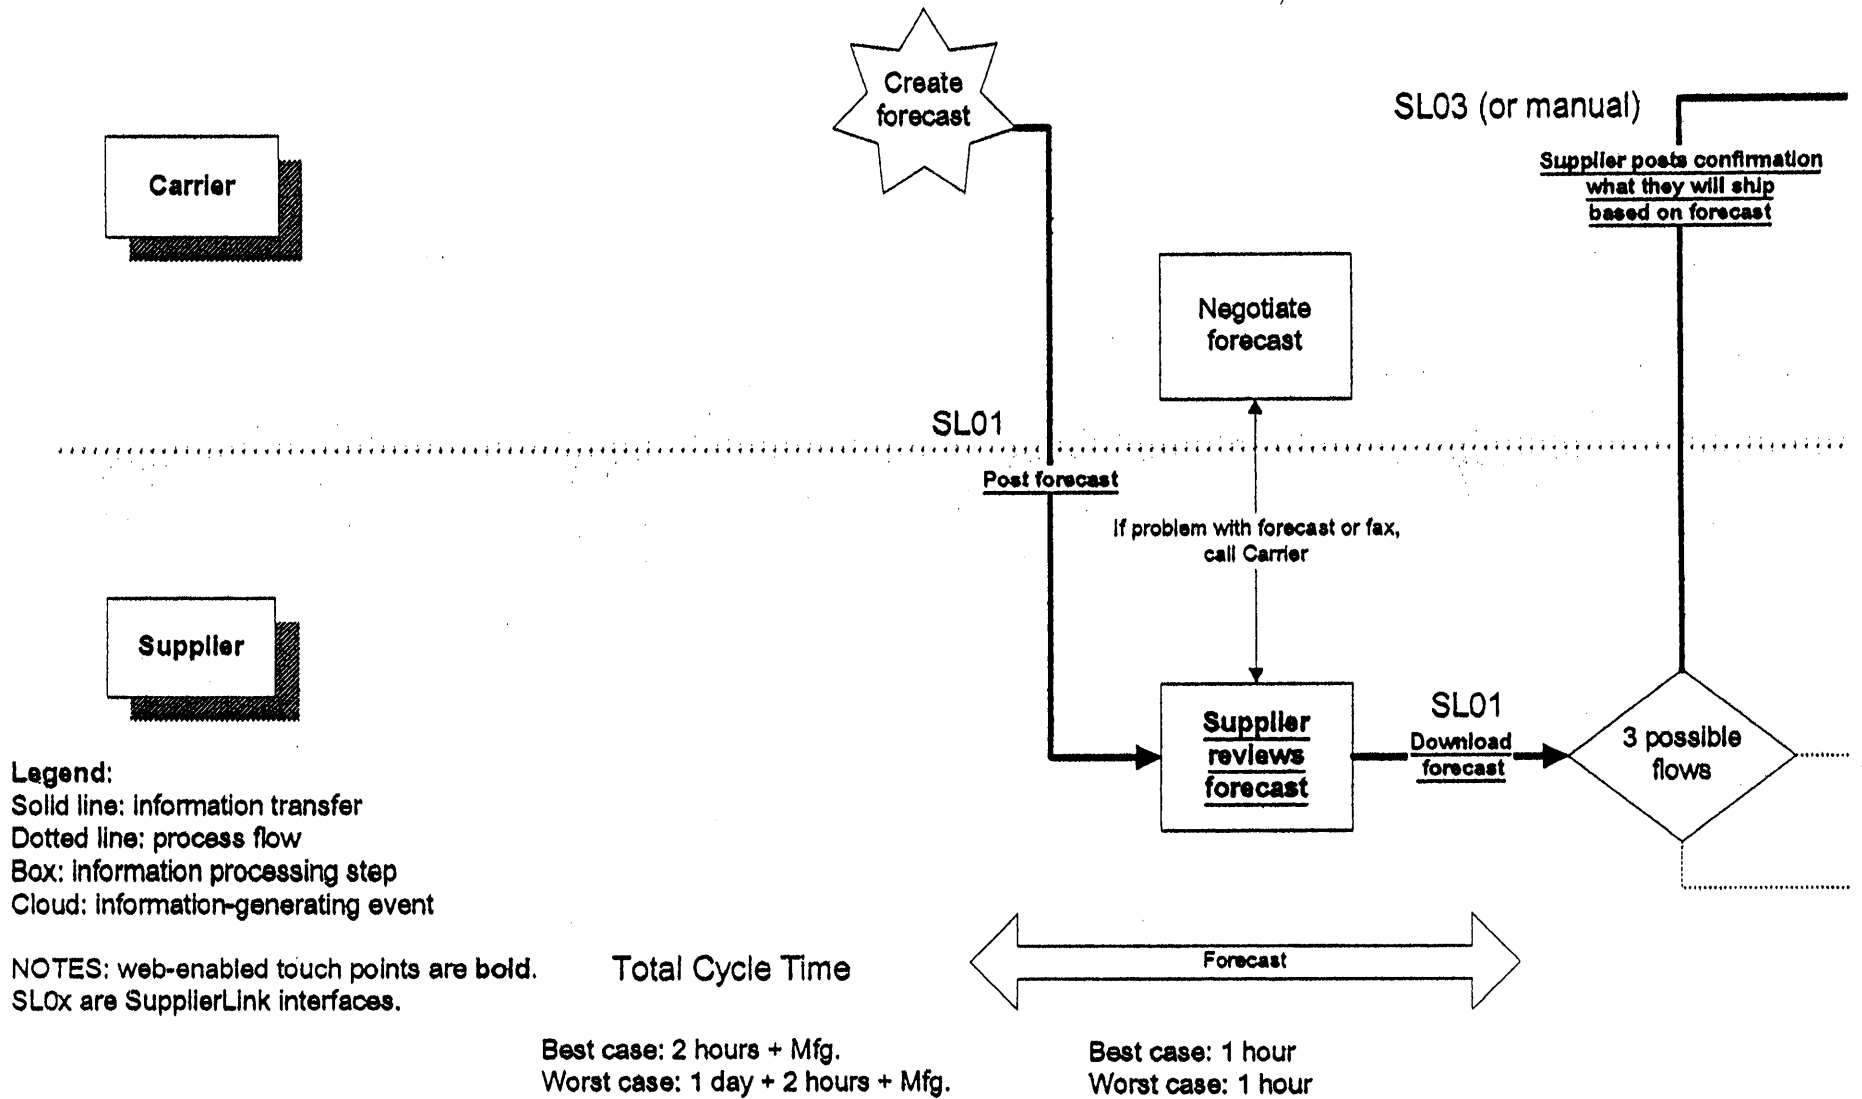 Create
forecast
SL03 (or manual)
Supplier posts confirmation
what they will ship
based on forecast
Carrier
Negotiate
forecast
SL01
Post forecast
If problem with forecast or fax,
call Carrier
Supplier
Supplier
reviews
forecast
SL01
Download
forecast
3 possible
flows
Legend:
Solid line: information transfer
Dotted line: process flow
Box: information processing step
Cloud: information-generating event
NOTES: web-enabled touch points are bold.
SL0x are SupplierLink interfaces.
Total Cycle Time
Forecast
Best case: 2 hours + Mfg.
Worst case: 1 day + 2 hours + Mfg.
Best case: 1 hour
Worst case: 1 hour